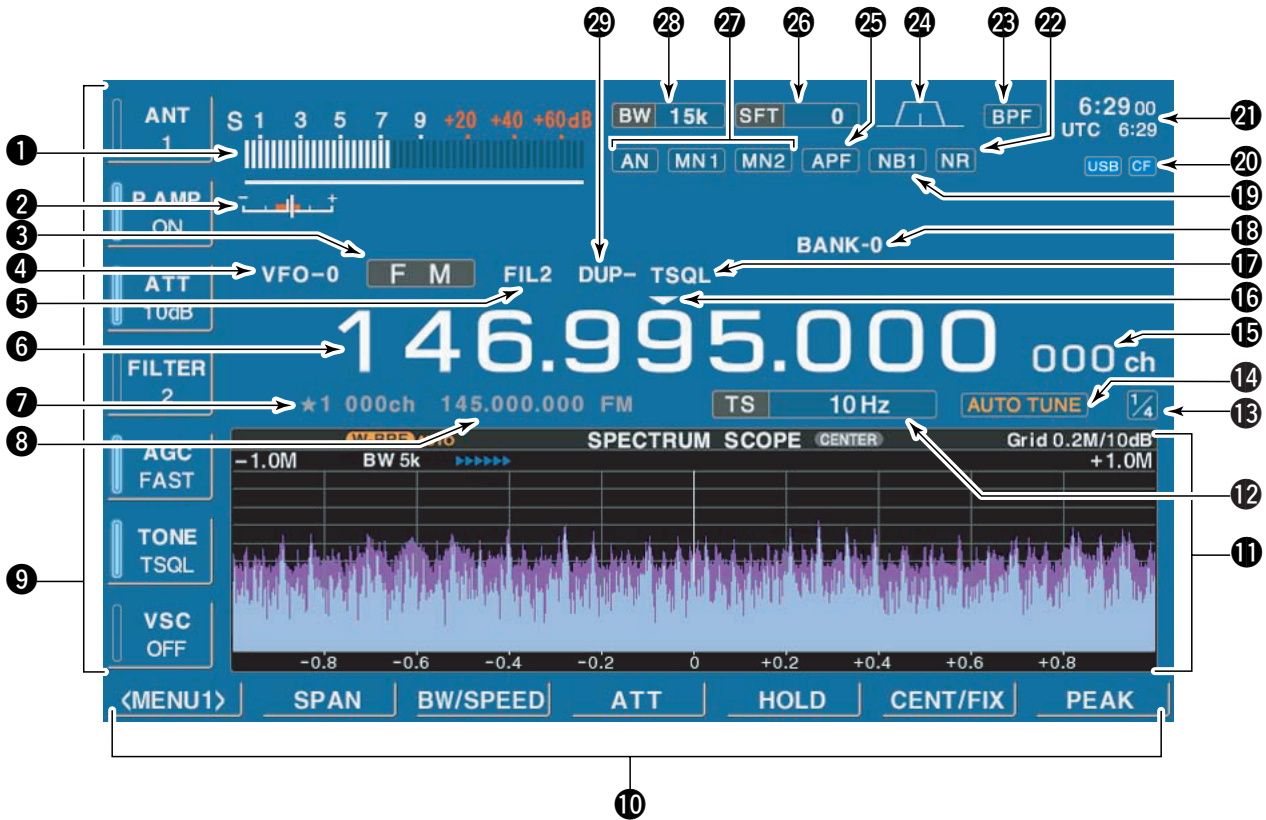 29 28 27 26 25 24 23 22
ANT
1
S 1 3 5 7 9 +20 +40 +60dB
BW 15k SFT 0 BPF 6:29 00
UTC 6:29
21
1
AN MN1 MN2 APF NB1 NR USB CF
20
19
P.AMP
ON
2
− +
3
BANK-0
18
4
VFO-0 F M FIL2 DUP– TSQL
17
ATT
10dB
5
16
6
146.995.000 000 ch
15
FILTER
2
14
7
★1 000ch 145.000.000 FM TS 10 Hz AUTO TUNE 1/4
13
8
AGC
FAST
SPECTRUM SCOPE CENTER Grid 0.2M/10dB
−1.0M BW 5k ▸▸▸▸▸▸ +1.0M
12
TONE
TSQL
11
9
VSC
OFF
−0.8 −0.6 −0.4 −0.2 0 +0.2 +0.4 +0.6 +0.8
<MENU1> SPAN BW/SPEED ATT HOLD CENT/FIX PEAK
10